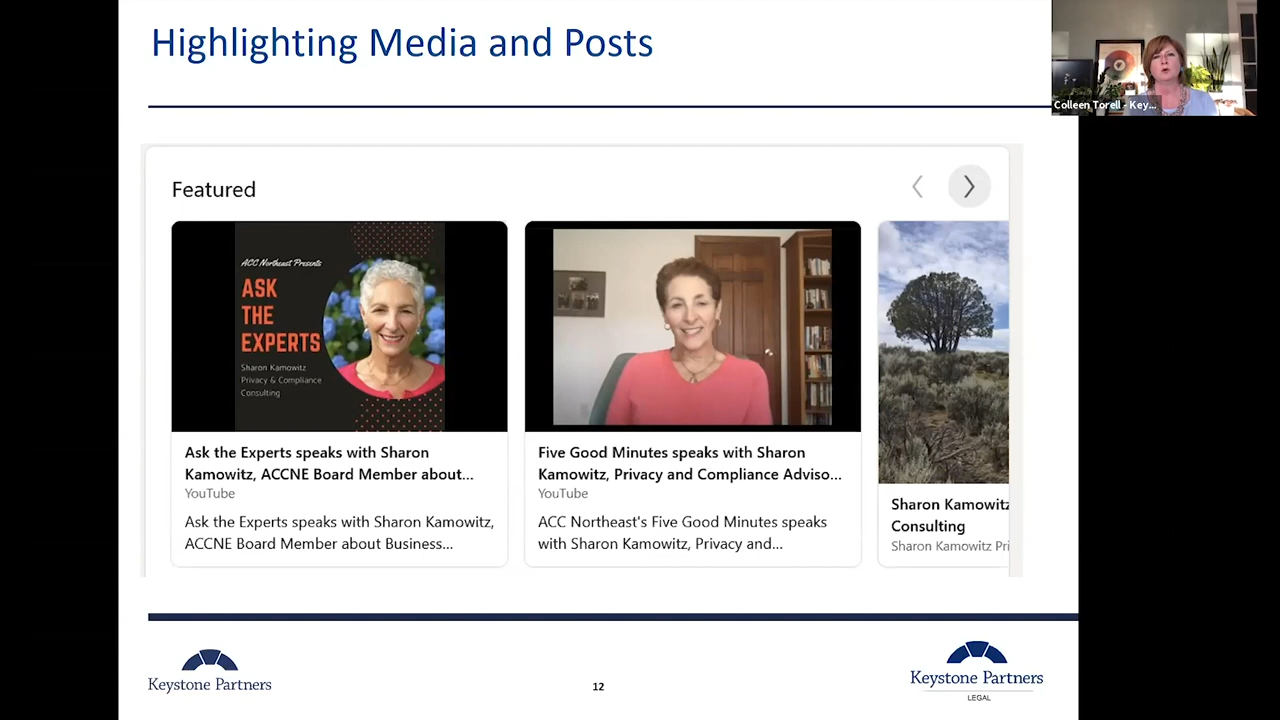 Highlighting Media and Posts
Colleen Torell - Key...
Featured
ACC Northeast Presents
ASK
THE
EXPERTS
Sharon Kamowitz
Privacy & Compliance
Consulting
Ask the Experts speaks with Sharon
Kamowitz, ACCNE Board Member about...
YouTube
Ask the Experts speaks with Sharon Kamowitz,
ACCNE Board Member about Business...
Five Good Minutes speaks with Sharon
Kamowitz, Privacy and Compliance Adviso...
YouTube
ACC Northeast's Five Good Minutes speaks
with Sharon Kamowitz, Privacy and...
Sharon Kamowitz
Consulting
Sharon Kamowitz Pri
Keystone Partners
12
Keystone Partners
LEGAL